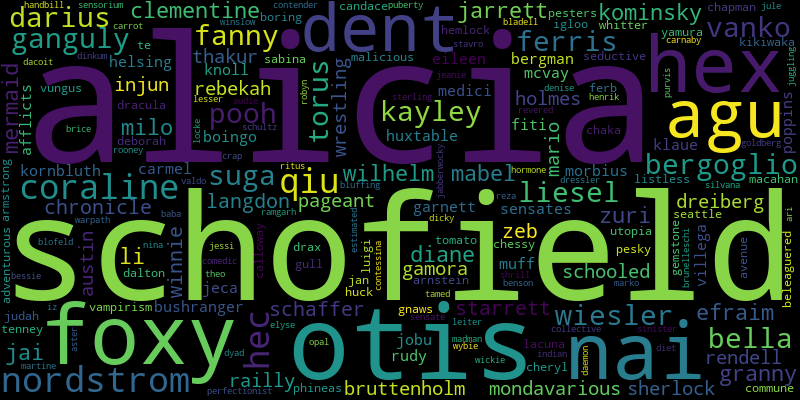 handbill sensorium
darius clementine boring candace puberty contender jarrett pesters kominsky chapman jule
carrot winslow fanny dent igloo whitter vanko
ganguly te hemlock ferris bladell yamura carnaby
dinkum thakur sabina stavro eileen bergman seductive kikiwaka
helsing knoll malicious jeanie mcvay hex
mermaid dacoit vungus injun rebekah torus wrestling medici denise ferb purvis juggling
afflicts dracula lesser audie robyn sterling holmes henrik agu poppins
milo pooh alicia kayley revered
brice deborah boingo locke schultz huxtable fiti mario chaka goldberg
rooney crap jabberwocky klaue
kornbluth carmel ritus hormone morbius bergoglio
coraline valdo suga qiu wilhelm mabel dressler liesel listless macahan
adventurous armstrong chronicle langdon bluffing pageant garnett reza silvana dreiberg
baba ramgarh estimated dicky sensates zuri seattle ari
warpath schofield zeb utopia
blofeld nina jessi calloway drax jan luigi contessina diane tomato chessy pesky gemstone brunelleschi avenue beleaguered
austin li winnie comedic gull gamora muff schooled villega
bessie dalton theo huck arnstein snrill marko
jeca tamed benson
iz vampirism bushranger schaffer gnaws starrett wiesler efraim
judah foxy hec elyse otis leiter sensate collective sinister
tenney aster opal jobu madman lacuna nai bella
jai dyad rudy wybie indian diet rendell
martine railly wickie cheryl daemon granny
nordstrom perfectionist phineas bruttenholm mondavarious sherlock commune